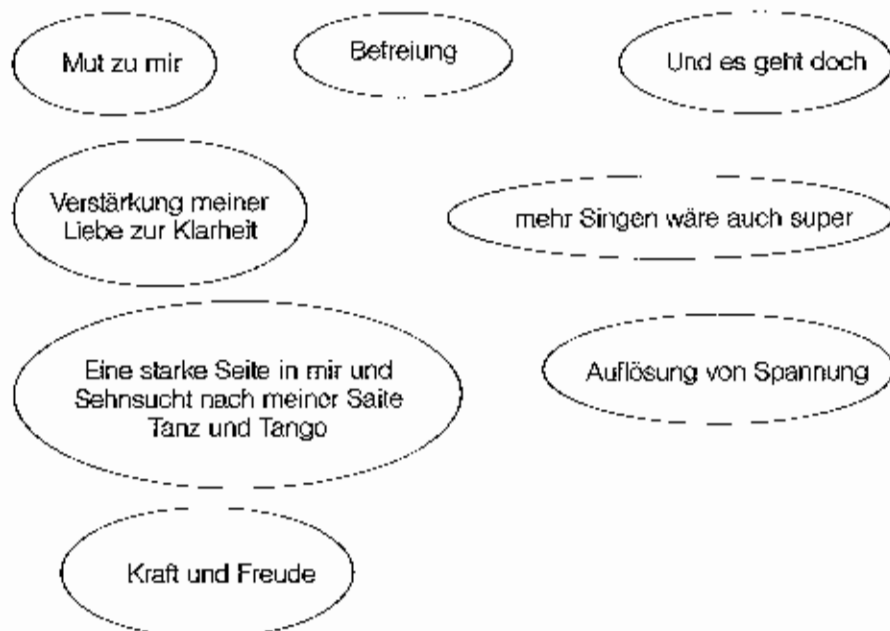 Mut zu mir
Befreiung
Und es geht doch
Verstärkung meiner
Liebe zur Klarheit
mehr Singen wäre auch super
Eine starke Seite in mir und
Sehnsucht nach meiner Saite
Tanz und Tango
Auflösung von Spannung
Kraft und Freude